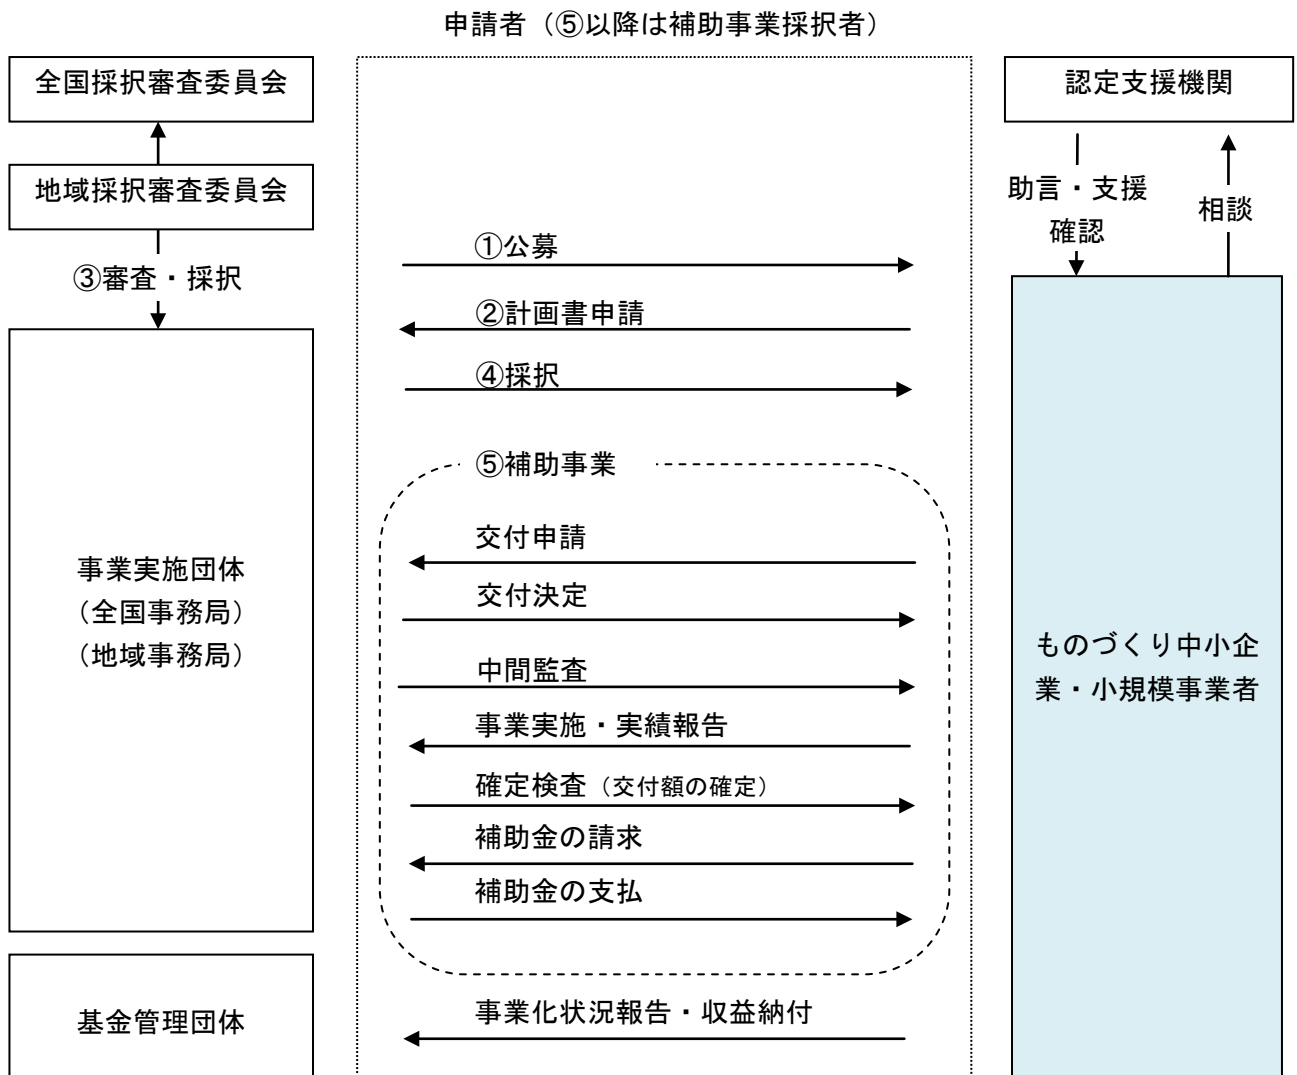 申請者（⑤以降は補助事業採択者）
全国採択審査委員会
地域採択審査委員会
③審査・採択
事業実施団体
（全国事務局）
（地域事務局）
基金管理団体
①公募
②計画書申請
④採択
⑤補助事業
交付申請
交付決定
中間監査
事業実施・実績報告
確定検査（交付額の確定）
補助金の請求
補助金の支払
事業化状況報告・収益納付
認定支援機関
助言・支援
確認
相談
ものづくり中小企
業・小規模事業者